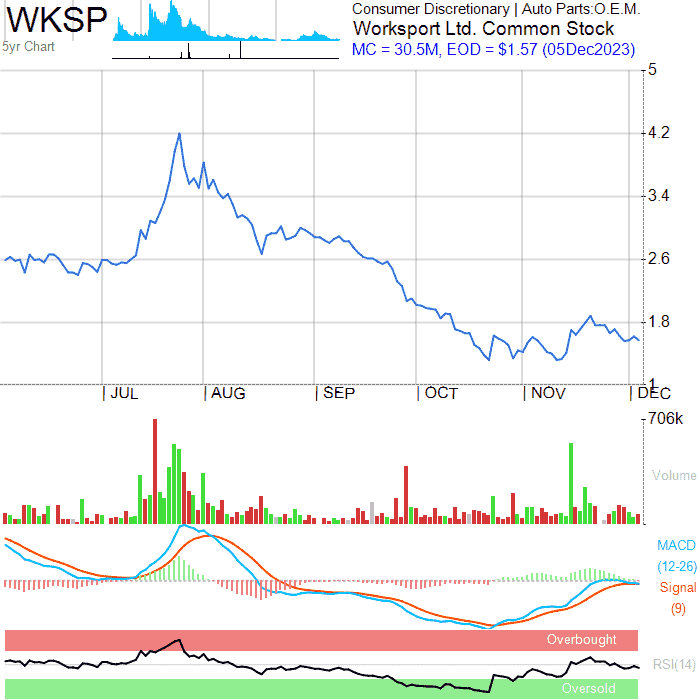 WKSP
5yr Chart
Consumer Discretionary | Auto Parts:O.E.M.
Worksport Ltd. Common Stock
MC = 30.5M, EOD = $1.57 (05Dec2023)
5
4.2
3.4
2.6
1.8
1
JUL
AUG
SEP
OCT
NOV
DEC
706k
Volume
MACD
(12-26)
Signal
(9)
Overbought
RSI(14)
Oversold